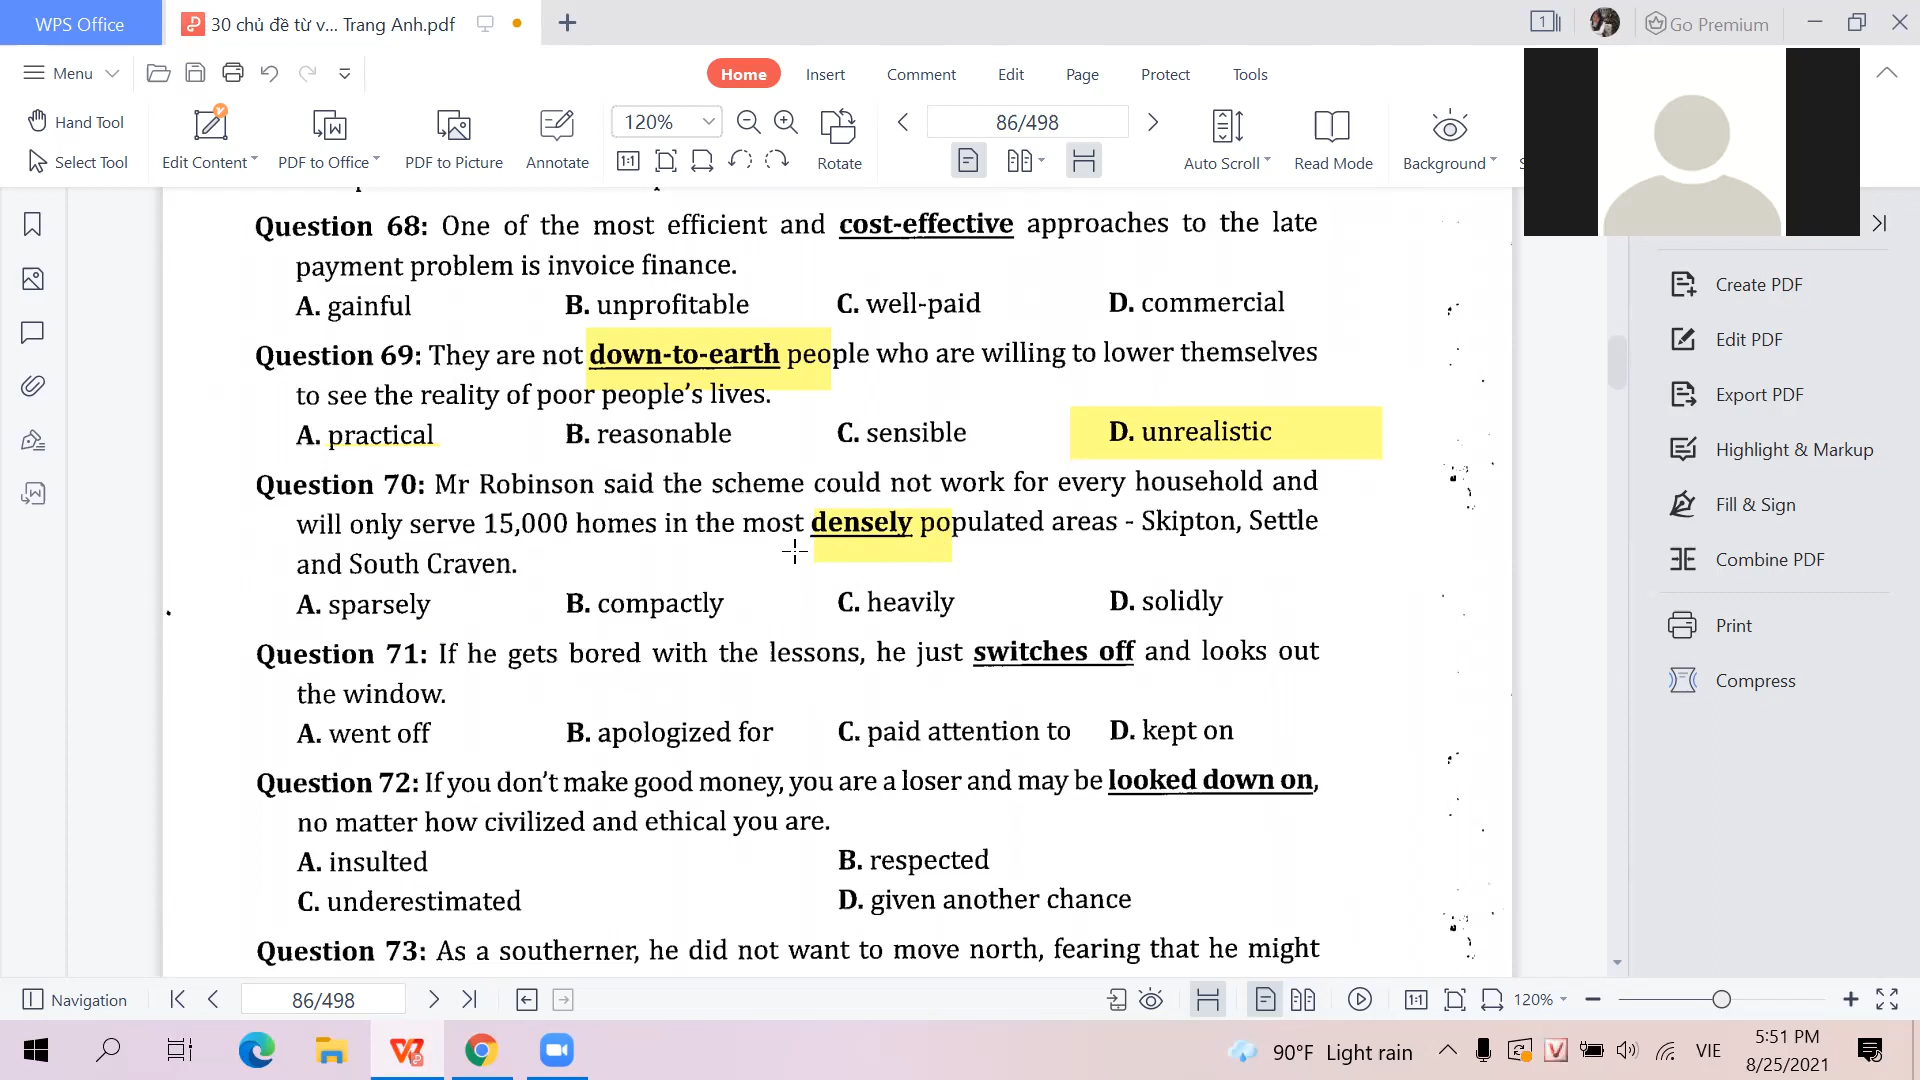 WPS Office
30 chủ đề từ v... Trang Anh.pdf
1
Go Premium
Menu
Home
Insert
Comment
Edit
Page
Protect
Tools
Hand Tool
Select Tool
Edit Content
PDF to Office
PDF to Picture
Annotate
120%
1:1
Rotate
86/498
Auto Scroll
Read Mode
Background
Question 68: One of the most efficient and cost-effective approaches to the late
payment problem is invoice finance.
A. gainful B. unprofitable C. well-paid D. commercial
Question 69: They are not down-to-earth people who are willing to lower themselves
to see the reality of poor people's lives.
A. practical B. reasonable C. sensible D. unrealistic
Question 70: Mr Robinson said the scheme could not work for every household and
will only serve 15,000 homes in the most densely populated areas - Skipton, Settle
and South Craven.
A. sparsely B. compactly C. heavily D. solidly
Question 71: If he gets bored with the lessons, he just switches off and looks out
the window.
A. went off B. apologized for C. paid attention to D. kept on
Question 72: If you don't make good money, you are a loser and may be looked down on,
no matter how civilized and ethical you are.
A. insulted B. respected
C. underestimated D. given another chance
Question 73: As a southerner, he did not want to move north, fearing that he might
Create PDF
Edit PDF
Export PDF
Highlight & Markup
Fill & Sign
Combine PDF
Print
Compress
Navigation
86/498
1:1
120%
90°F Light rain
VIE
5:51 PM
8/25/2021